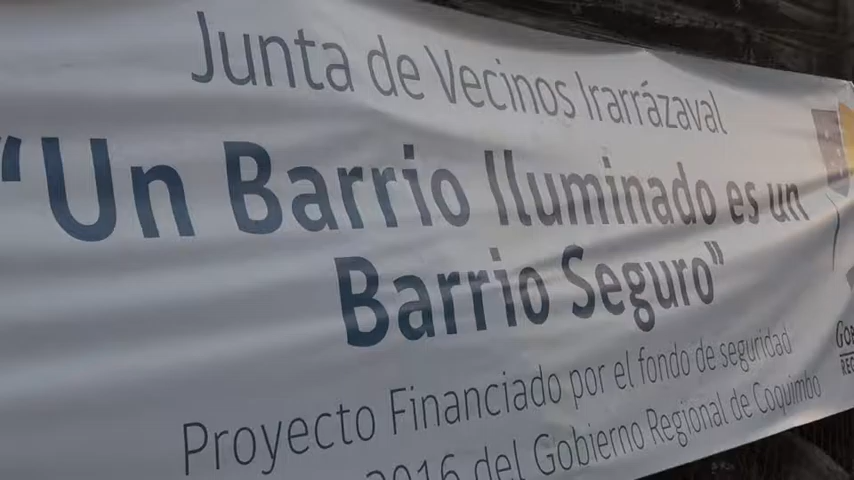 Junta de Vecinos Irarrázaval
"Un Barrio Iluminado es un
Barrio Seguro"
Proyecto Financiado por el fondo de seguridad
2016 del Gobierno Regional de Coquimbo